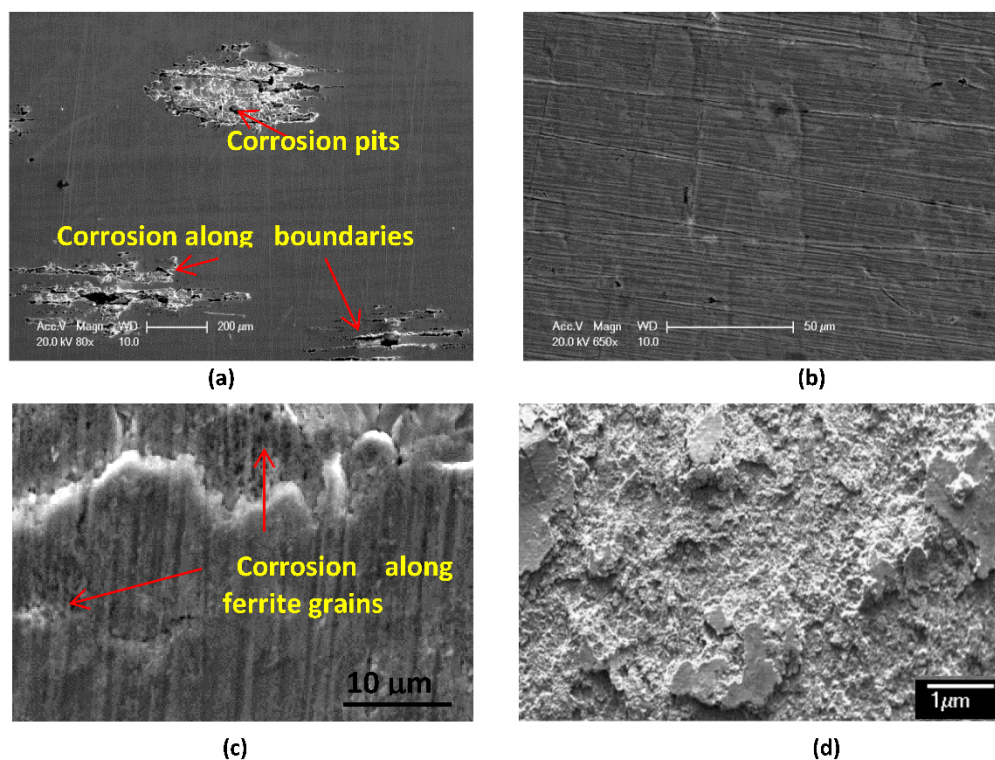 Corrosion pits
Corrosion along boundaries
Acc.V Magn WD 200 μm
20.0 kV 80x 10.0
(a)
Acc.V Magn WD 50 μm
20.0 kV 650x 10.0
(b)
Corrosion along
ferrite grains
10 μm
(c)
1μm
(d)